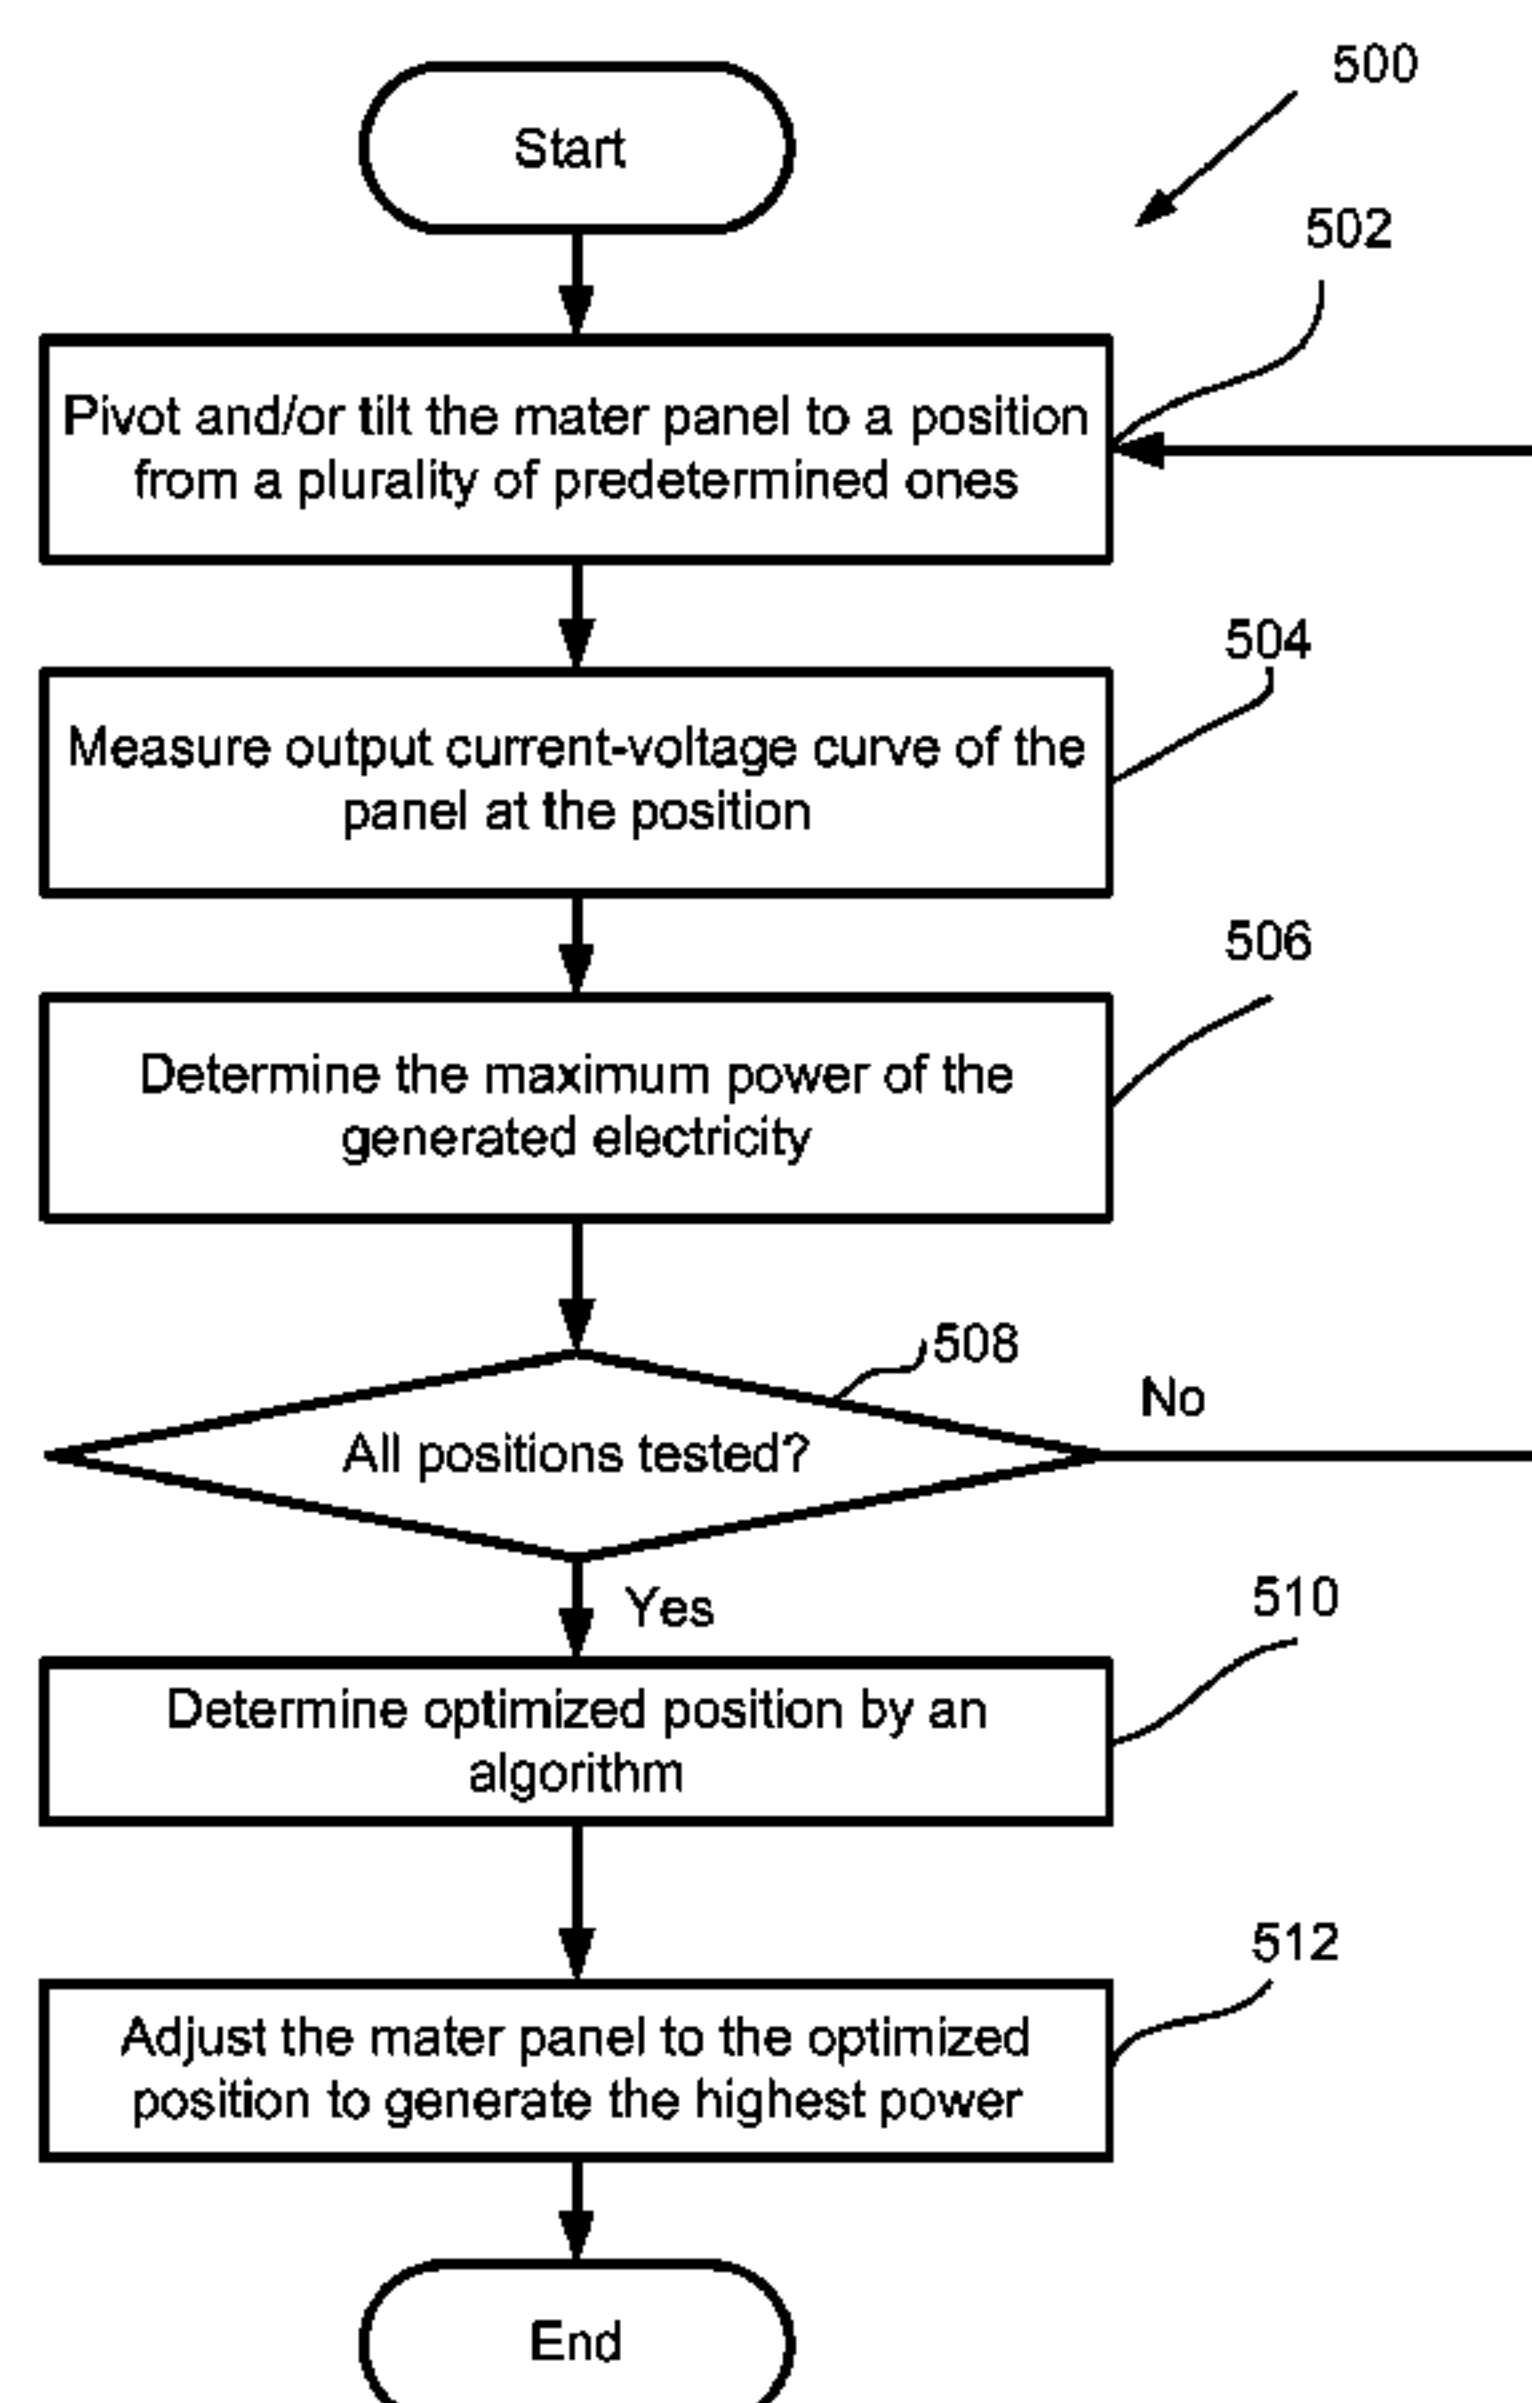 500
Start
502
Pivot and/or tilt the mater panel to a position
from a plurality of predetermined ones
504
Measure output current-voltage curve of the
panel at the position
506
Determine the maximum power of the
generated electricity
508
All positions tested?
No
Yes
510
Determine optimized position by an
algorithm
512
Adjust the mater panel to the optimized
position to generate the highest power
End